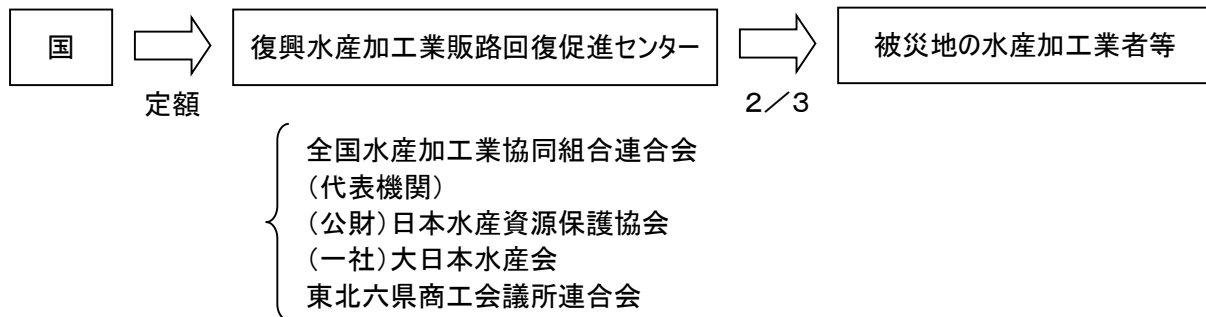 国
復興水産加工業販路回復促進センター
被災地の水産加工業者等
定額
2/3
全国水産加工業協同組合連合会
(代表機関)
(公財)日本水産資源保護協会
(一社)大日本水産会
東北六県商工会議所連合会